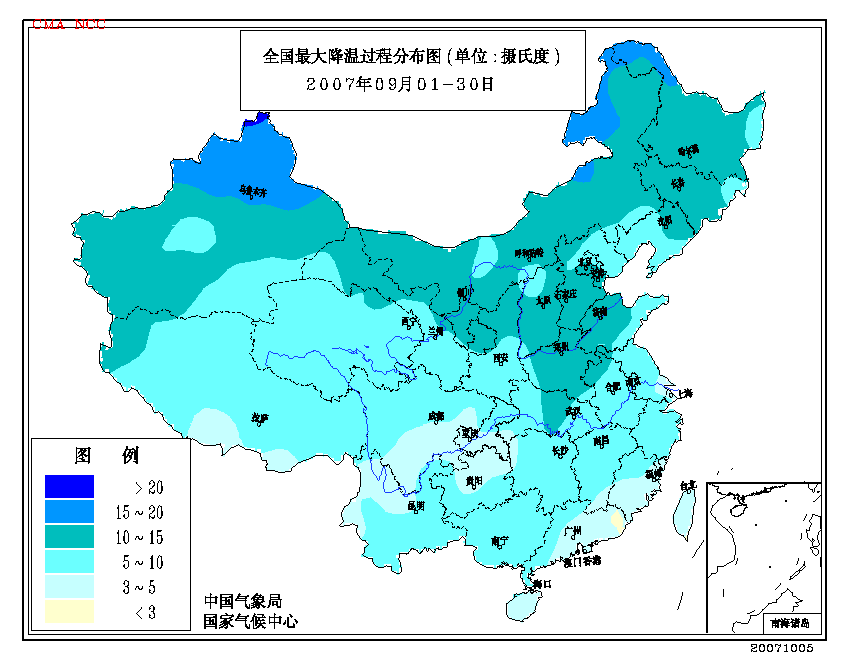 CMA NCC
全国最大降温过程分布图(单位:摄氏度)
2007年09月01-30日
哈尔滨
长春
沈阳
乌鲁木齐
呼和浩特
北京
天津
银川
太原
石家庄
济南
西宁
兰州
郑州
西安
南京
合肥
上海
拉萨
成都
武汉
重庆
南昌
长沙
贵阳
福州
台北
昆明
广州
南宁
澳门 香港
海口
图 例
>20
15~20
10~15
5~10
3~5
<3
中国气象局
国家气候中心
南海诸岛
20071005